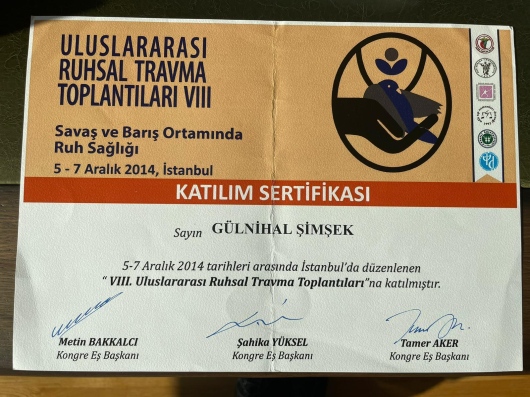 ULUSLARARASI
RUHSAL TRAVMA
TOPLANTILARI VIII
Savaş ve Barış Ortamında
Ruh Sağlığı
5 - 7 Aralık 2014, İstanbul
KATILIM SERTİFİKASI
Sayın GÜLNİHAL ŞİMŞEK
5-7 Aralık 2014 tarihleri arasında İstanbul'da düzenlenen
“ VIII. Uluslararası Ruhsal Travma Toplantıları”na katılmıştır.
Metin BAKKALCI
Kongre Eş Başkanı
Şahika YÜKSEL
Kongre Eş Başkanı
Tamer AKER
Kongre Eş Başkanı